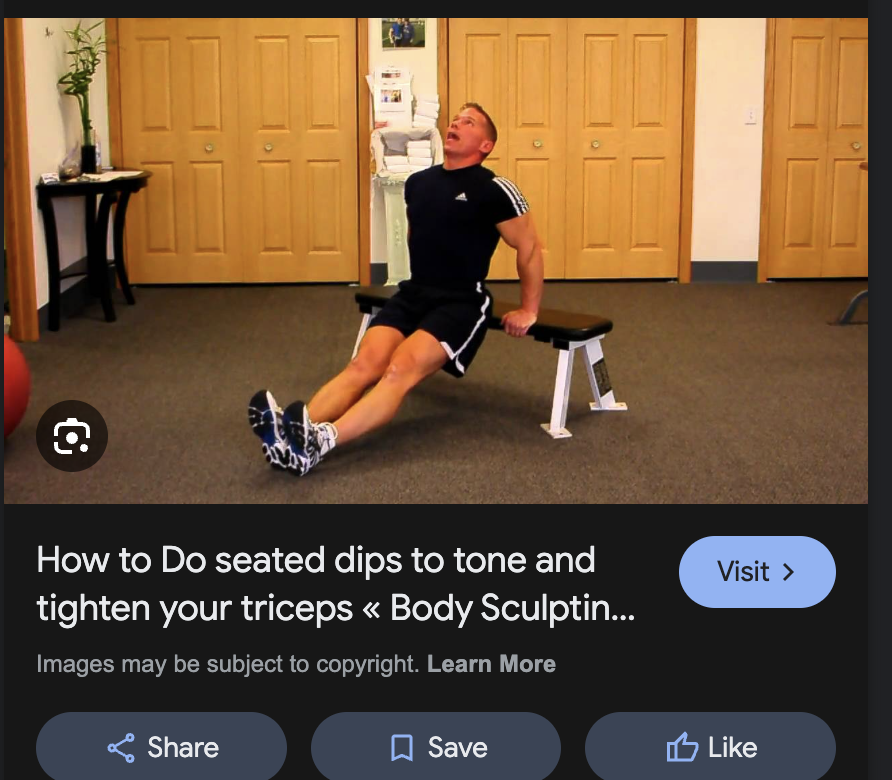 How to Do seated dips to tone and
tighten your triceps « Body Sculptin...
Visit
Images may be subject to copyright. Learn More
Share
Save
Like